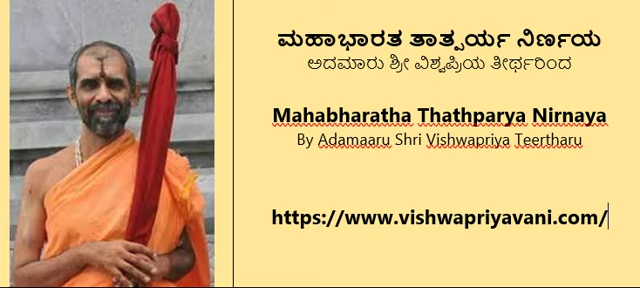 ಮಹಾಭಾರತ ತಾತ್ಪರ್ಯ ನಿರ್ಣಯ
ಅದಮಾರು ಶ್ರೀ ವಿಶ್ವಪ್ರಿಯ ತೀರ್ಥರಿಂದ
Mahabharatha Thathparya Nirnaya
By Adamaaru Shri Vishwapriya Teertharu
https://www.vishwapriyavani.com/